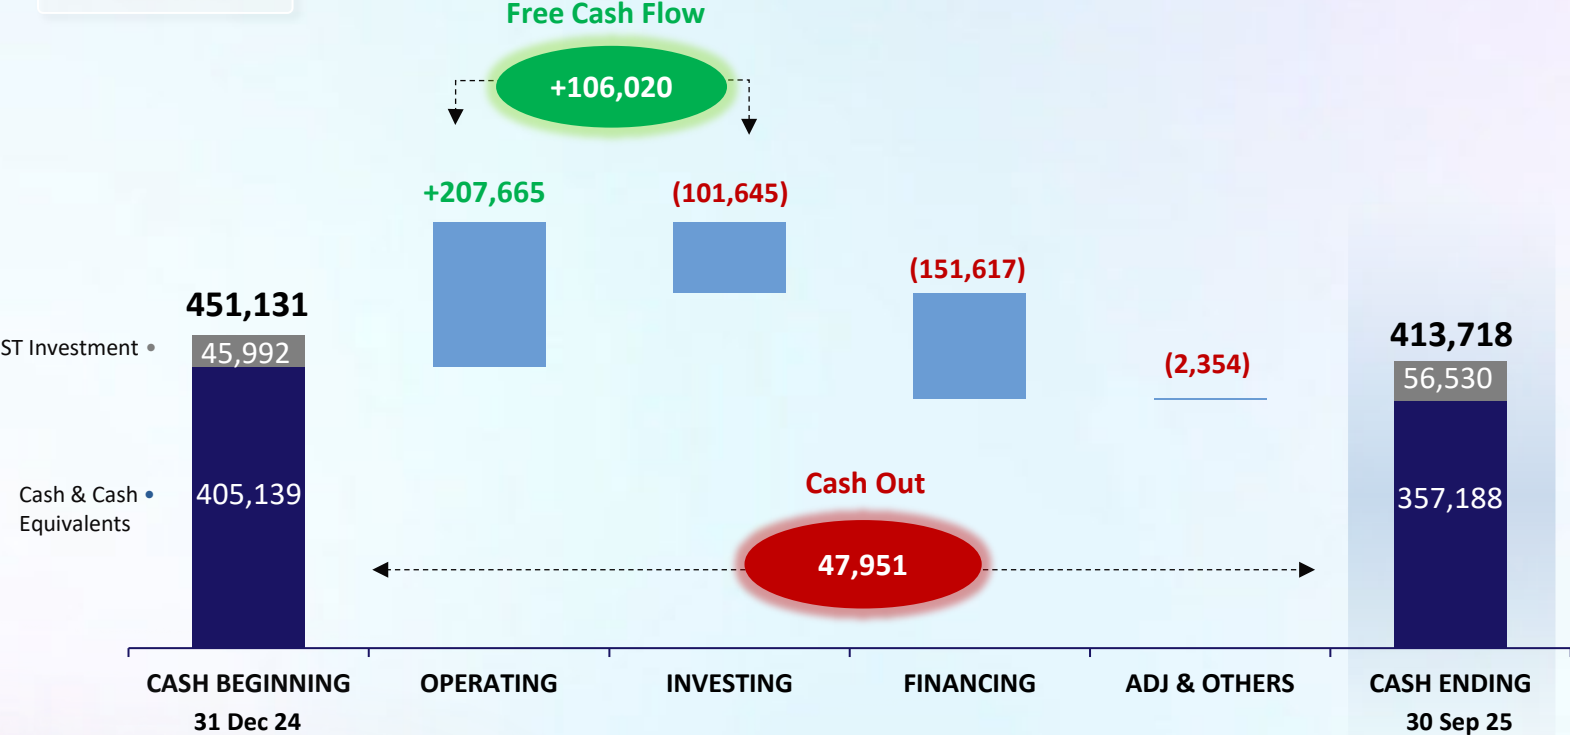 Free Cash Flow
+106,020
+207,665
(101,645)
(151,617)
(2,354)
451,131
413,718
ST Investment •
45,992
56,530
Cash & Cash •
Equivalents
405,139
357,188
Cash Out
47,951
CASH BEGINNING
31 Dec 24
OPERATING
INVESTING
FINANCING
ADJ & OTHERS
CASH ENDING
30 Sep 25